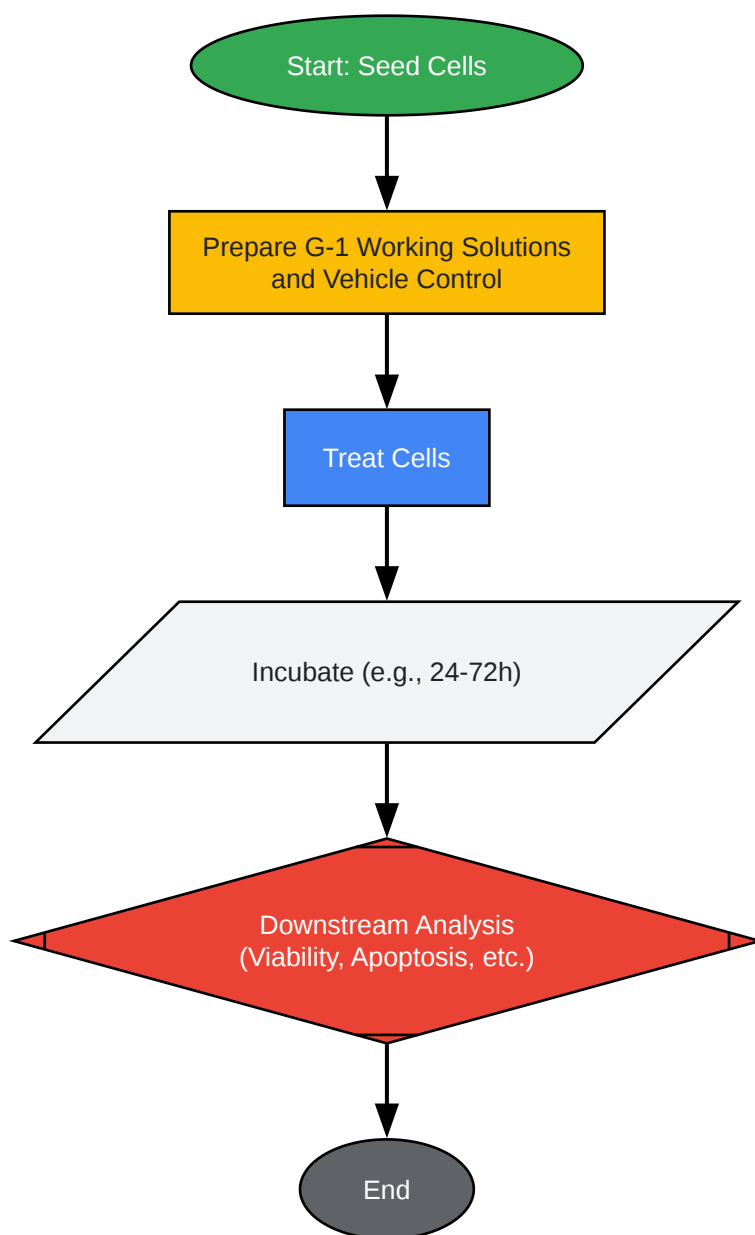 Start: Seed Cells
Prepare G-1 Working Solutions
and Vehicle Control
Treat Cells
Incubate (e.g., 24-72h)
Downstream Analysis
(Viability, Apoptosis, etc.)
End